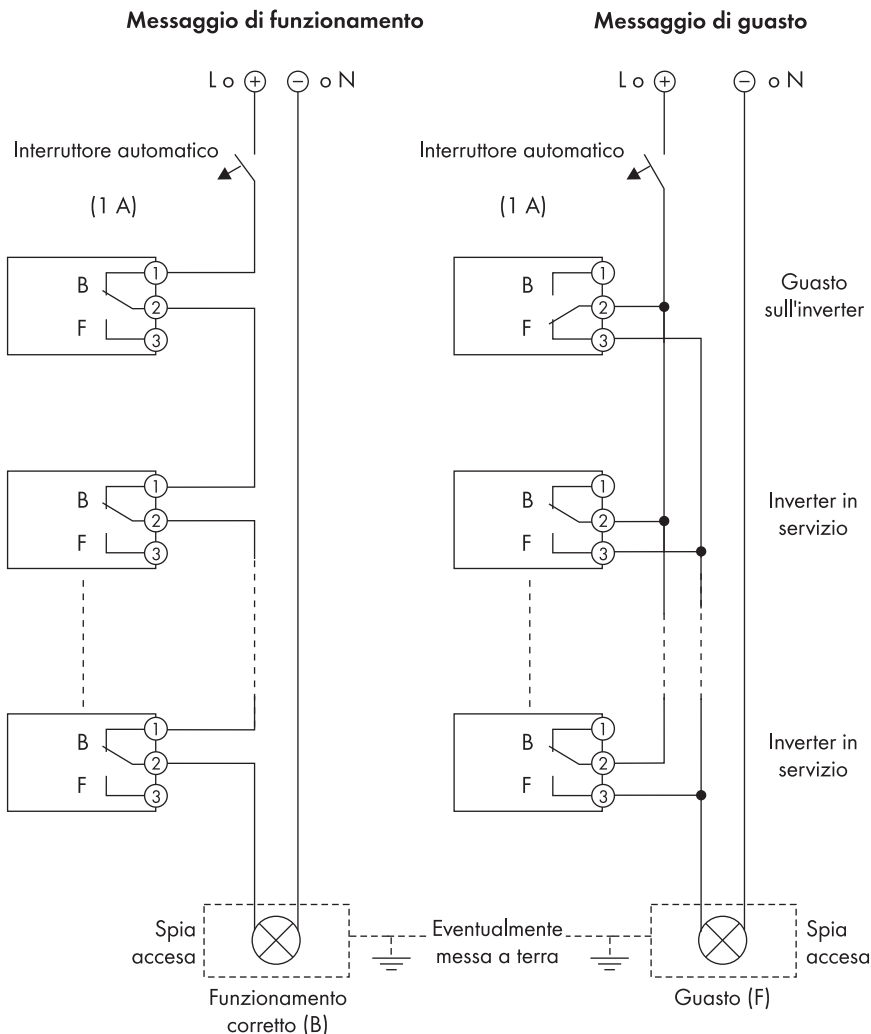 Messaggio di funzionamento
Messaggio di guasto
L o +
− o N
L o +
− o N
Interruttore automatico
(1 A)
Interruttore automatico
(1 A)
B
F
1
2
3
B
F
1
2
3
Guasto
sull'inverter
B
F
1
2
3
B
F
1
2
3
Inverter in
servizio
B
F
1
2
3
B
F
1
2
3
Inverter in
servizio
Spia
accesa
Eventualmente
messa a terra
Spia
accesa
Funzionamento
corretto (B)
Guasto (F)